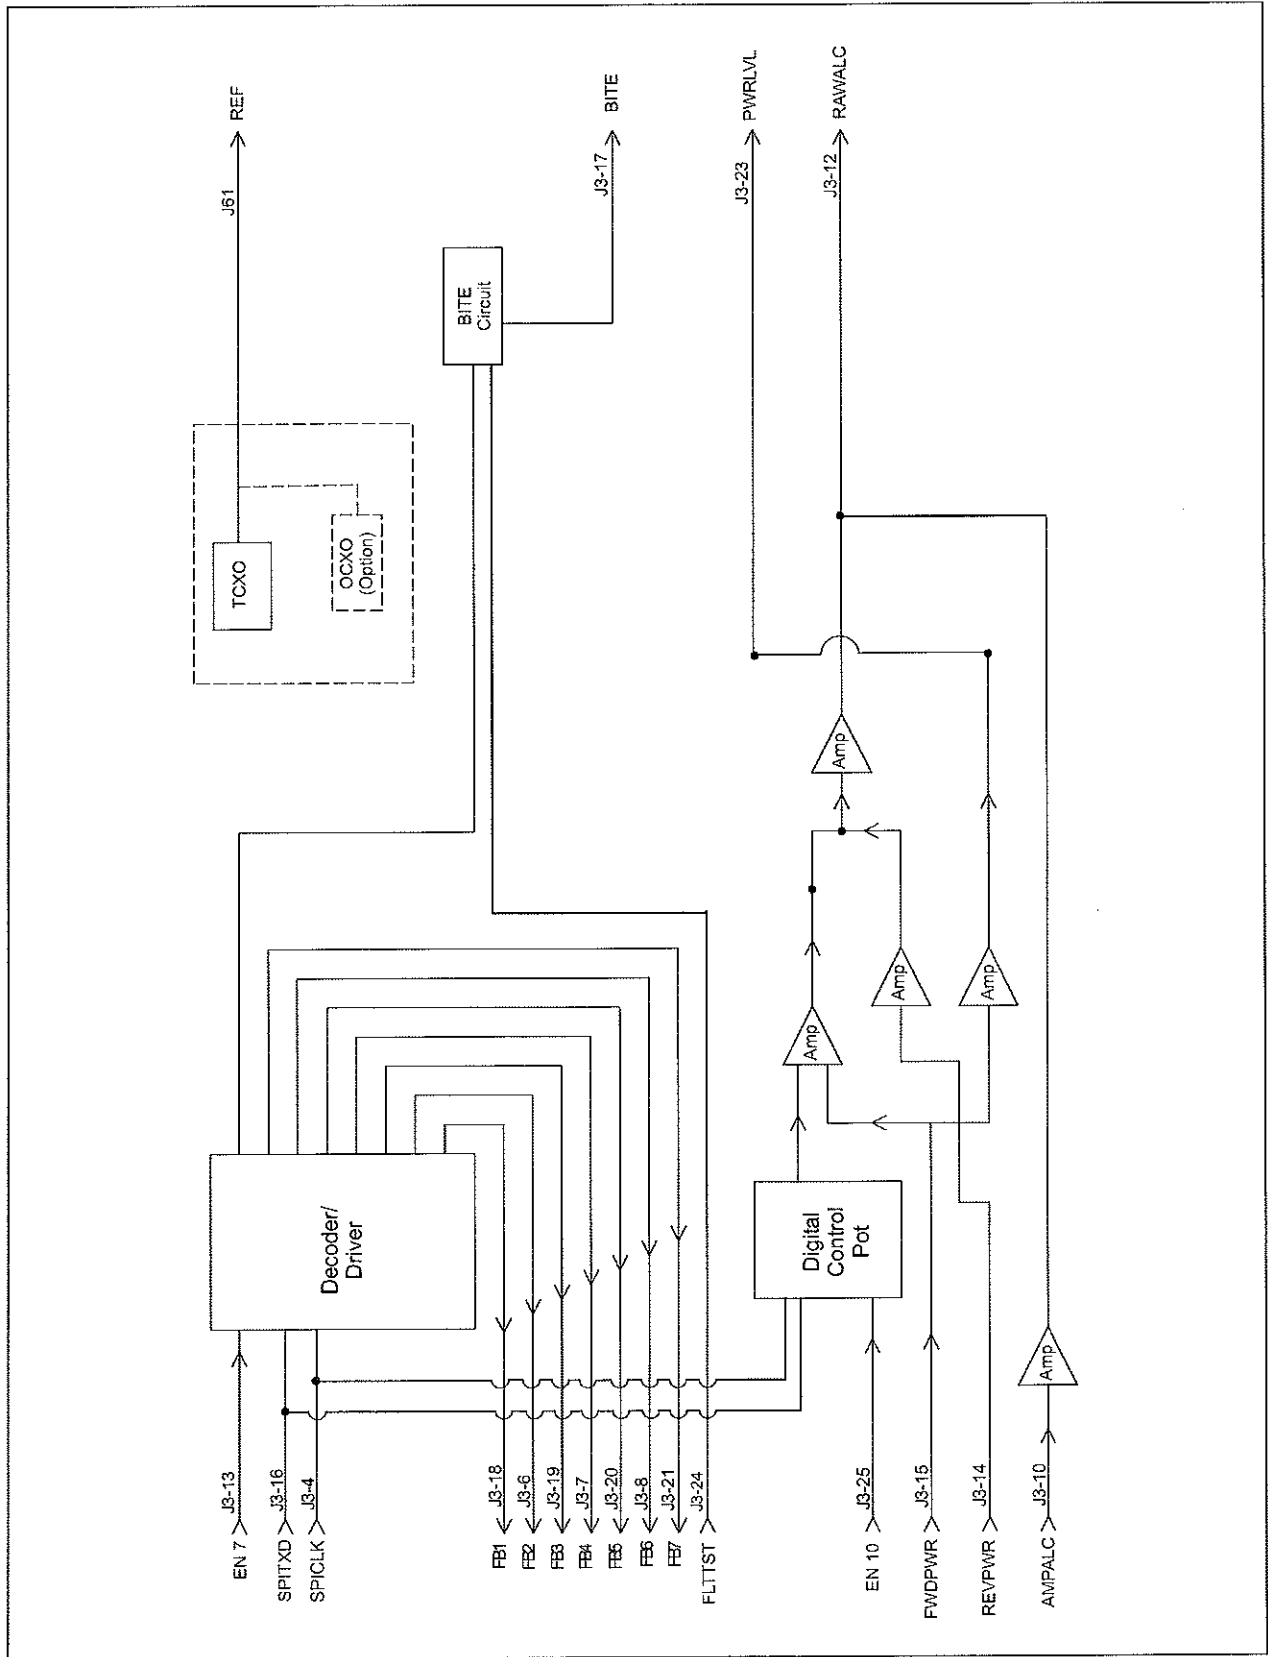 EN 7
J3-13
SPITXD
J3-16
SPICLK
J3-4
Decoder/
Driver
TCXO
OCXO
(Option)
J61
REF
BITE
Circuit
J3-17
BITE
FB1
J3-18
FB2
J3-6
FB3
J3-19
FB4
J3-7
FB5
J3-20
FB6
J3-8
FB7
J3-21
FLTTST
J3-24
EN 10
J3-25
Digital
Control
Pot
FWDPWR
J3-15
REVPWR
J3-14
AMPALC
J3-10
Amp
Amp
Amp
Amp
Amp
J3-23
PWRLVL
J3-12
RAWALC